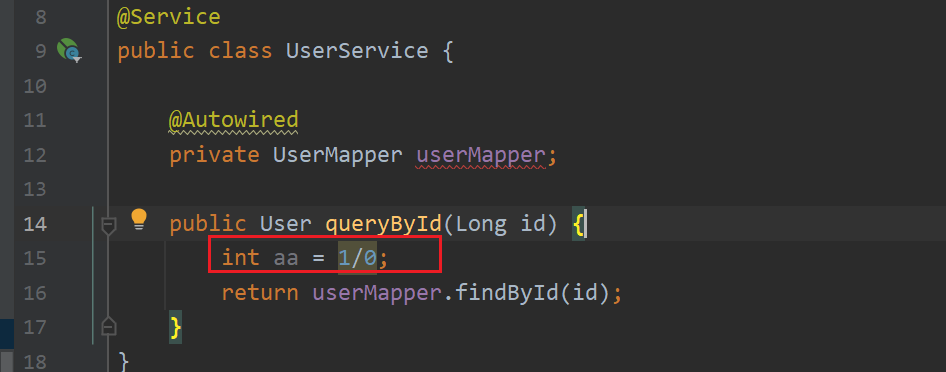 8 @Service
9 public class UserService {
10
11     @Autowired
12     private UserMapper userMapper;
13
14     public User queryById(Long id) {
15         int aa = 1/0;
16         return userMapper.findById(id);
17     }
18 }